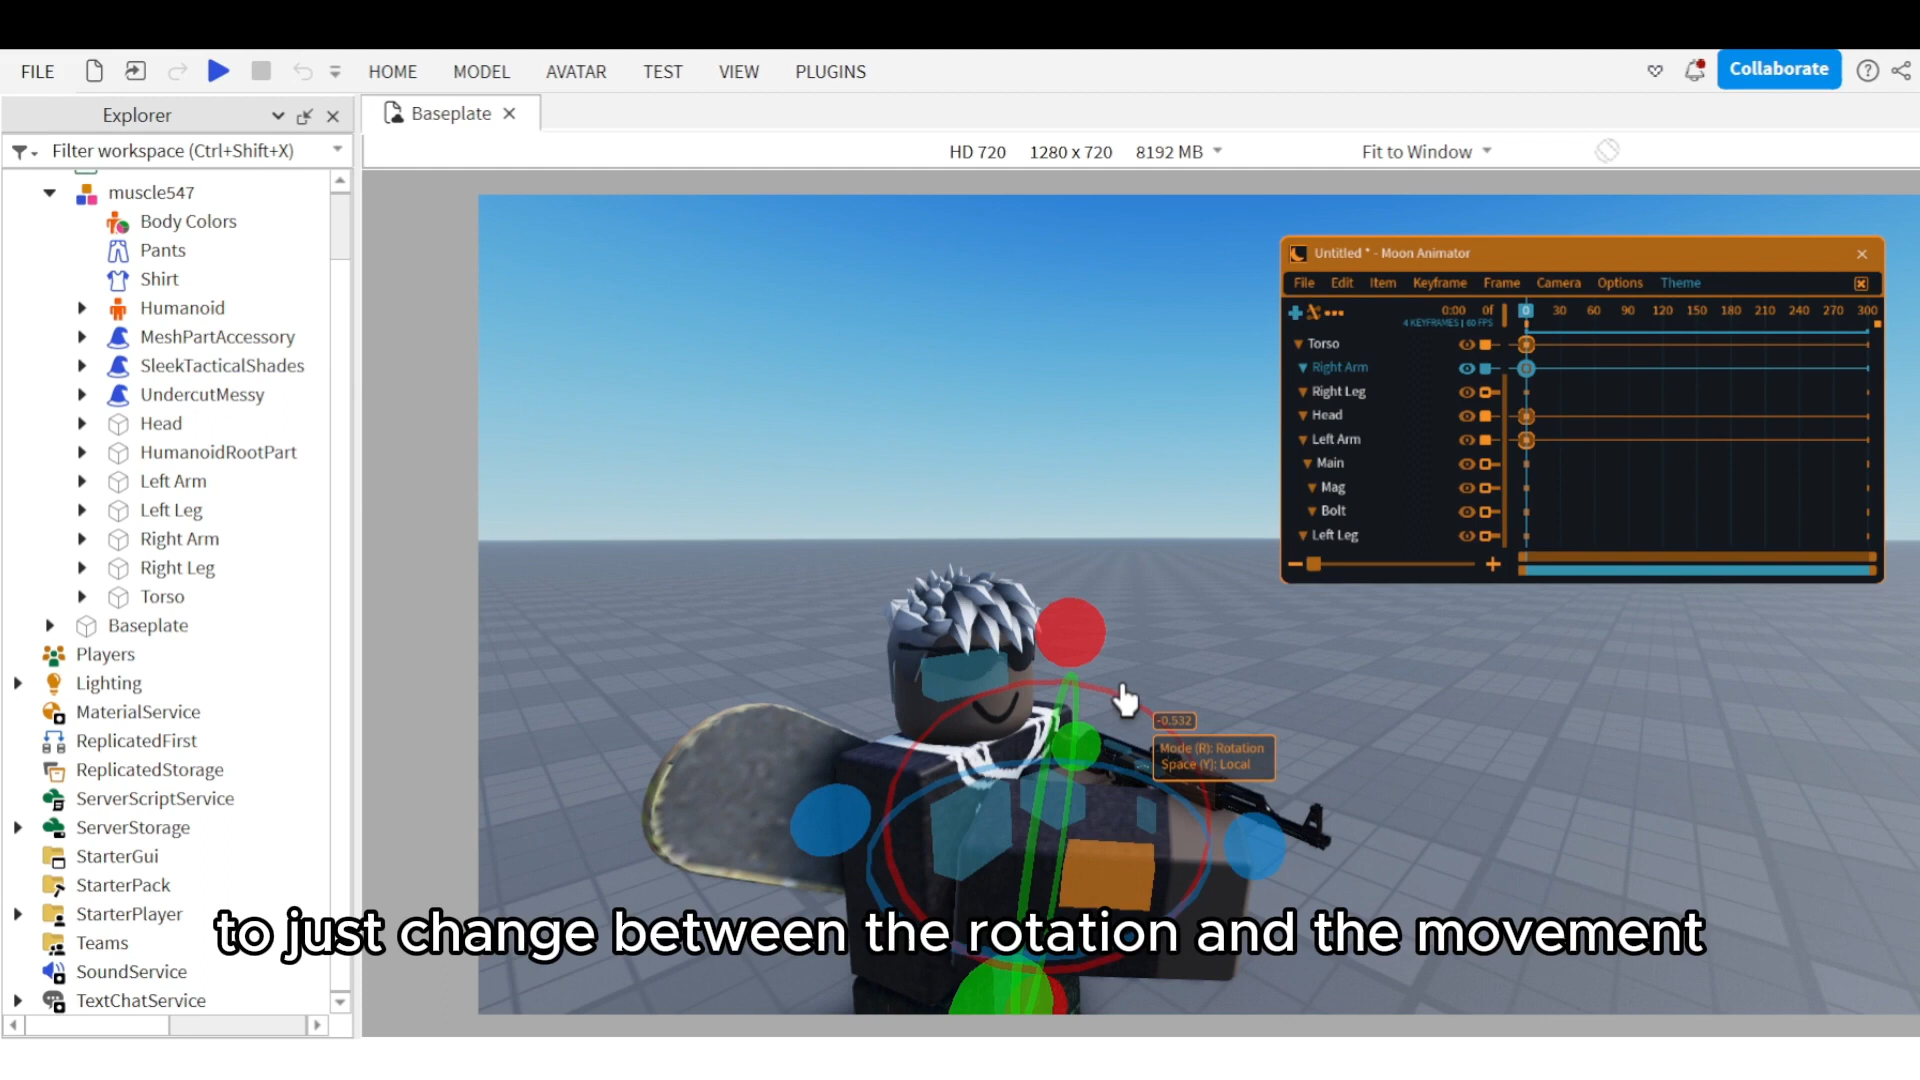 FILE HOME MODEL AVATAR TEST VIEW PLUGINS Collaborate
Explorer
Baseplate
Filter workspace (Ctrl+Shift+X)
HD 720 1280 x 720 8192 MB Fit to Window
muscle547
Body Colors
Pants
Shirt
Humanoid
MeshPartAccessory
SleekTacticalShades
UndercutMessy
Head
HumanoidRootPart
Left Arm
Left Leg
Right Arm
Right Leg
Torso
Baseplate
Players
Lighting
MaterialService
ReplicatedFirst
ReplicatedStorage
ServerScriptService
ServerStorage
StarterGui
StarterPack
StarterPlayer
Teams
SoundService
TextChatService
Untitled * - Moon Animator
File Edit Item Keyframe Frame Camera Options Theme
0:00 0f 0 30 60 90 120 150 180 210 240 270 300
4 KEYFRAMES | 60 FPS
Torso
Right Arm
Right Leg
Head
Left Arm
Main
Mag
Bolt
Left Leg
-0.532
Mode (R): Rotation
Space (Y): Local
to just change between the rotation and the movement